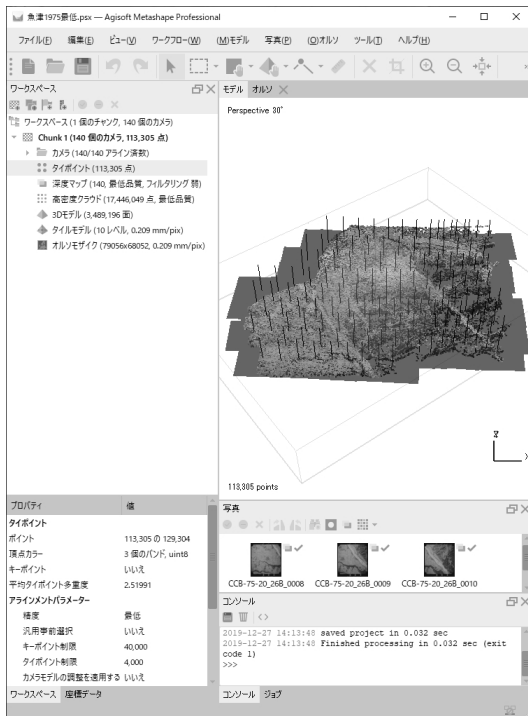 魚津1975最低.psx — Agisoft Metashape Professional
ファイル(F) 編集(E) ビュー(V) ワークフロー(W) (M)モデル 写真(P) (O)オルソ ツール(T) ヘルプ(H)
ワークスペース
ワークスペース (1 個のチャンク, 140 個のカメラ)
Chunk 1 (140 個のカメラ, 113,305 点)
カメラ (140/140 アライン済数)
タイポイント (113,305 点)
深度マップ (140, 最低品質, フィルタリング 弱)
高密度クラウド (17,446,049 点, 最低品質)
3Dモデル (3,489,196 面)
タイルモデル (10 レベル, 0.209 mm/pix)
オルソモザイク (79056x68052, 0.209 mm/pix)
プロパティ 値
タイポイント
ポイント 113,305 の 129,304
頂点カラー 3 個のバンド, uint8
キーポイント いいえ
平均タイポイント多重度 2.51991
アラインメントパラメーター
精度 最低
汎用事前選択 いいえ
キーポイント制限 40,000
タイポイント制限 4,000
カメラモデルの調整を適用する いいえ
ワークスペース 座標データ
モデル オルソ
Perspective 30°
Z
X
113,305 points
写真
CCB-75-20_26B_0008 CCB-75-20_26B_0009 CCB-75-20_26B_0010
コンソール
2019-12-27 14:13:48 saved project in 0.032 sec
2019-12-27 14:13:48 Finished processing in 0.032 sec (exit
code 1)
>>>
コンソール ジョブ